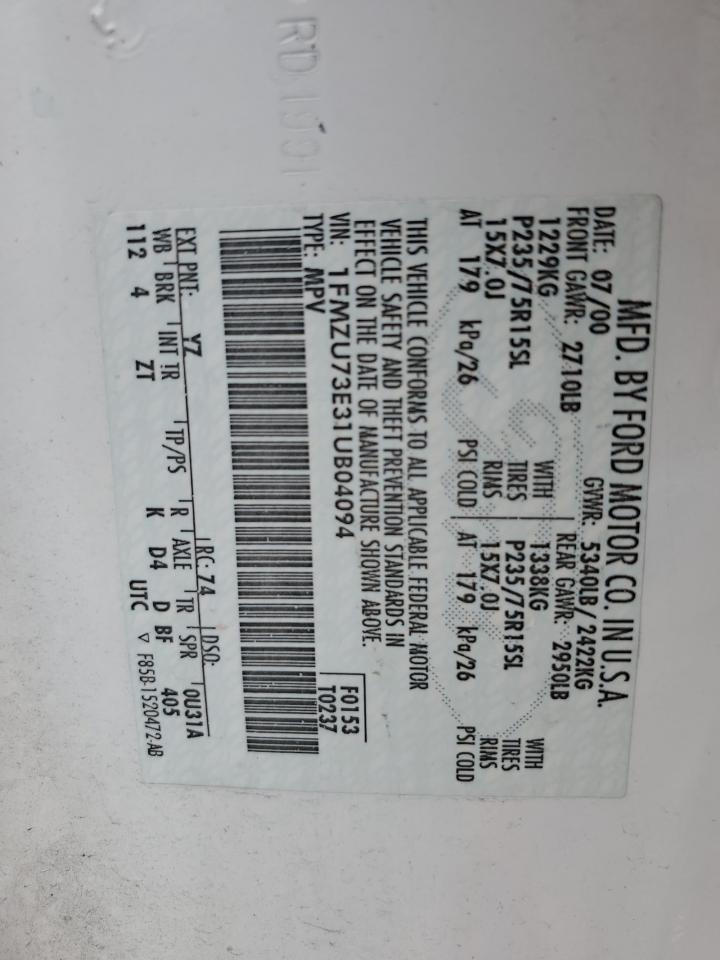 RD 1991
MFD. BY FORD MOTOR CO. IN U.S.A.
DATE: 07/00 GVWR: 5340LB/2422KG
FRONT GAWR: 2710LB REAR GAWR: 2950LB
1229KG WITH 1338KG WITH
P235/75R15SL TIRES P235/75R15SL TIRES
15X7.0J RIMS 15X7.0J RIMS
AT 179 kPa/26 PSI COLD AT 179 kPa/26 PSI COLD
THIS VEHICLE CONFORMS TO ALL APPLICABLE FEDERAL MOTOR
VEHICLE SAFETY AND THEFT PREVENTION STANDARDS IN
EFFECT ON THE DATE OF MANUFACTURE SHOWN ABOVE.
VIN: 1FMZU73E31UB04094 F0153
TYPE: MPV T0237
EXT PNT: YZ RC: 74 DSO: 0U31A
WB BRK INT TR TP/PS R AXLE TR SPR
112 4 ZT K D4 D BF 405
UTC ▽ F85B-1520472-AB